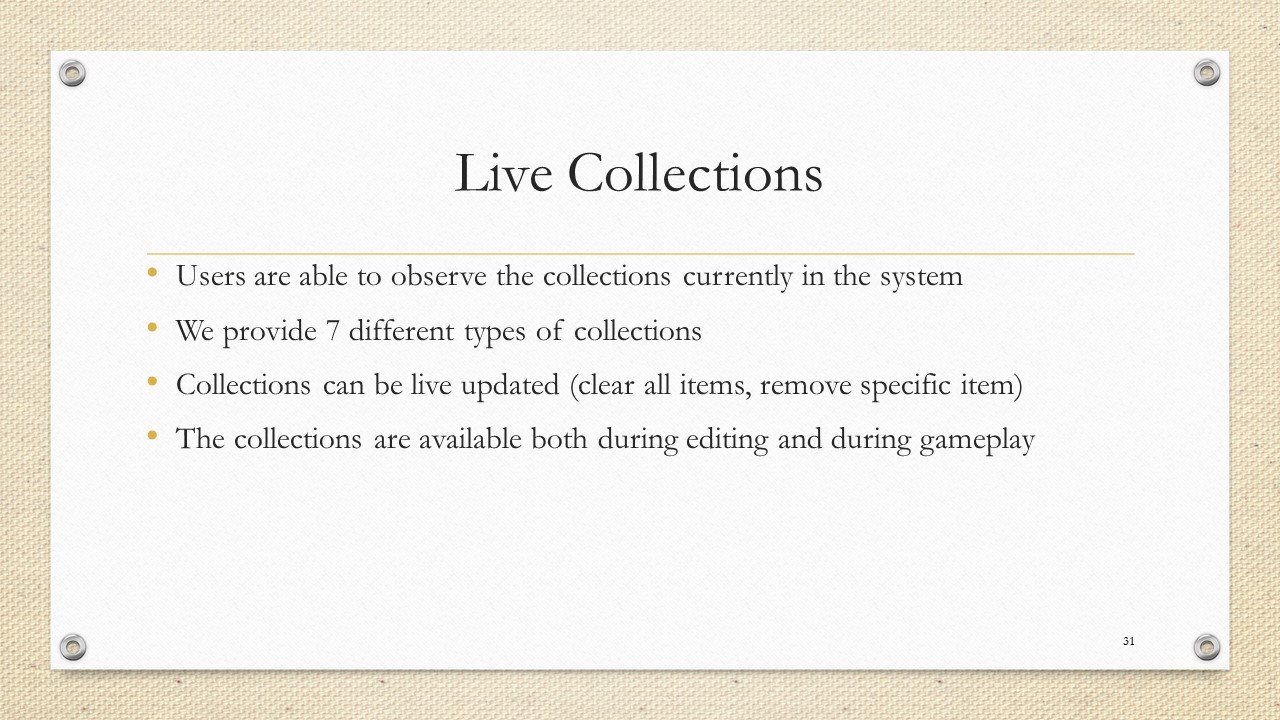 Live Collections
• Users are able to observe the collections currently in the system
• We provide 7 different types of collections
• Collections can be live updated (clear all items, remove specific item)
• The collections are available both during editing and during gameplay
31